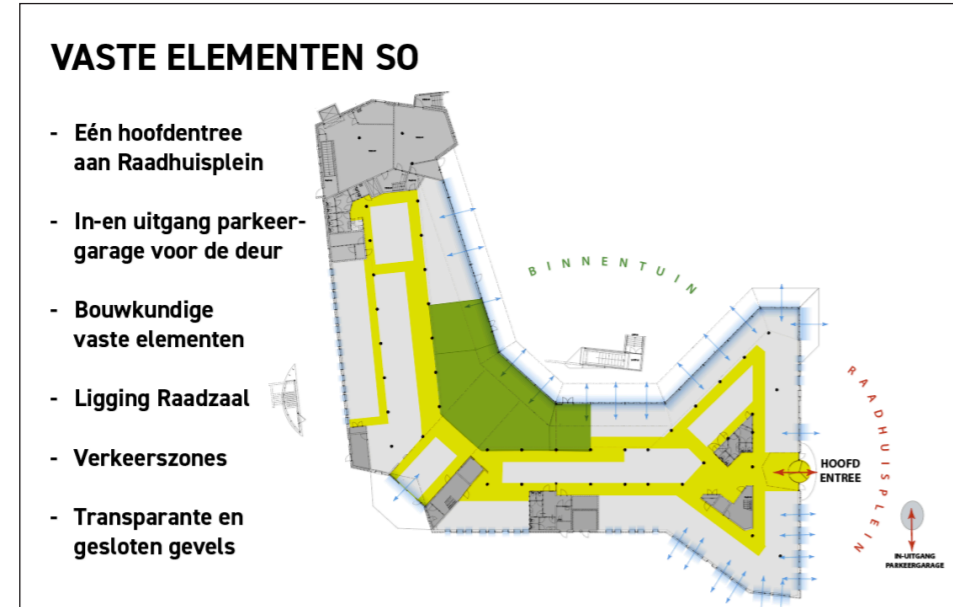 VASTE ELEMENTEN SO
- Eén hoofdentree
aan Raadhuisplein
- In-en uitgang parkeer-
garage voor de deur
- Bouwkundige
vaste elementen
- Ligging Raadzaal
- Verkeerszones
- Transparante en
gesloten gevels
BINNENTUIN
RAADHUISPLEIN
HOOFD
ENTREE
IN-UITGANG
PARKEERGARAGE